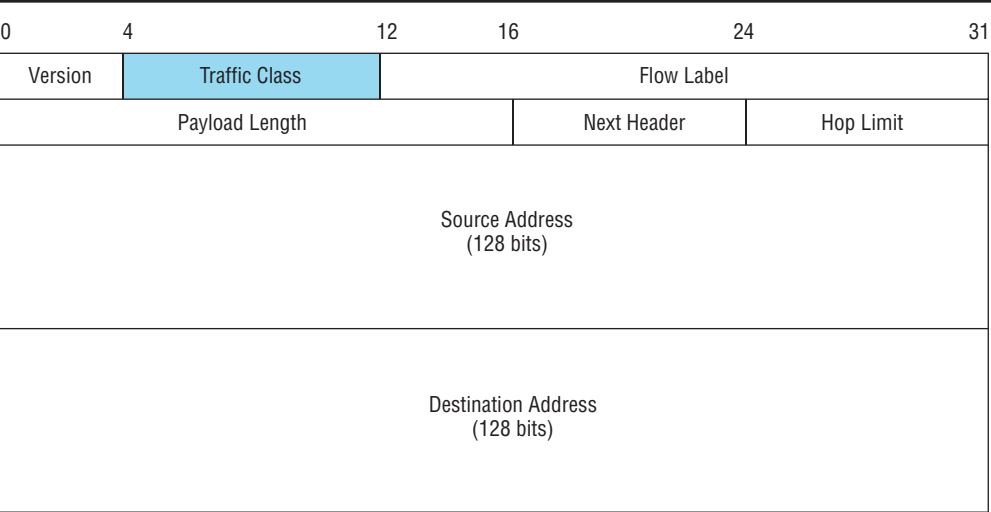 0 4 12 16 24 31
Version Traffic Class Flow Label
Payload Length Next Header Hop Limit
Source Address
(128 bits)
Destination Address
(128 bits)